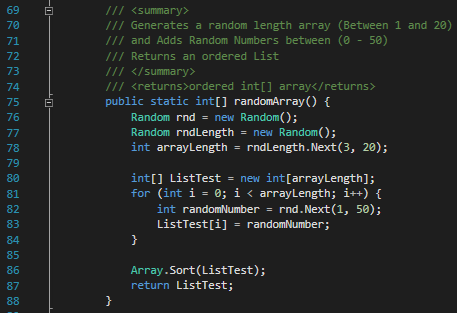 69 /// <summary>
70 /// Generates a random length array (Between 1 and 20)
71 /// and Adds Random Numbers between (0 - 50)
72 /// Returns an ordered List
73 /// </summary>
74 /// <returns>ordered int[] array</returns>
75 public static int[] randomArray() {
76 Random rnd = new Random();
77 Random rndLength = new Random();
78 int arrayLength = rndLength.Next(3, 20);
79
80 int[] ListTest = new int[arrayLength];
81 for (int i = 0; i < arrayLength; i++) {
82 int randomNumber = rnd.Next(1, 50);
83 ListTest[i] = randomNumber;
84 }
85
86 Array.Sort(ListTest);
87 return ListTest;
88 }